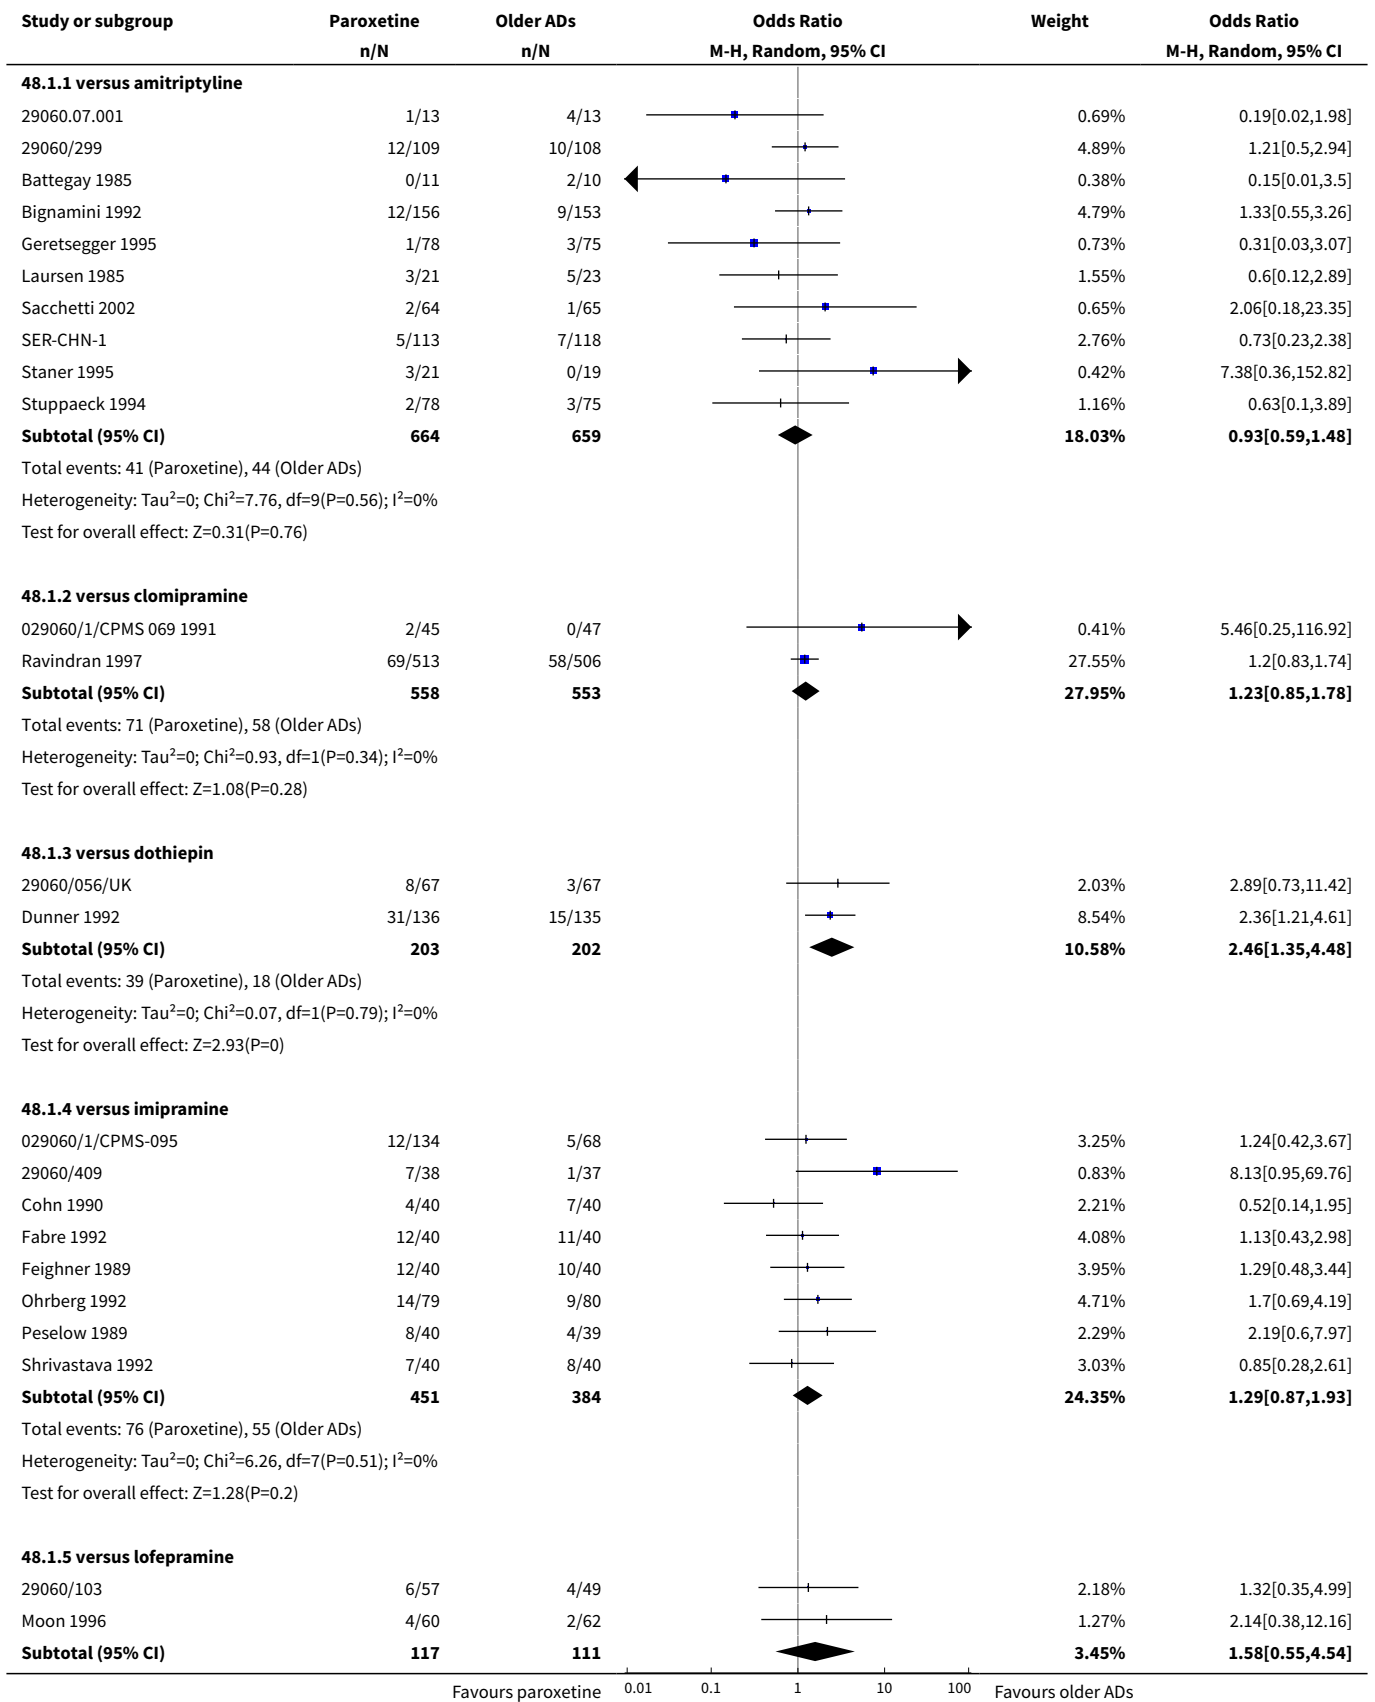 Study or subgroup Paroxetine Older ADs Odds Ratio Weight Odds Ratio
n/N n/N M-H, Random, 95% CI M-H, Random, 95% CI
48.1.1 versus amitriptyline
29060.07.001 1/13 4/13 0.69% 0.19[0.02,1.98]
29060/299 12/109 10/108 4.89% 1.21[0.5,2.94]
Battegay 1985 0/11 2/10 0.38% 0.15[0.01,3.5]
Bignamini 1992 12/156 9/153 4.79% 1.33[0.55,3.26]
Geretsegger 1995 1/78 3/75 0.73% 0.31[0.03,3.07]
Laursen 1985 3/21 5/23 1.55% 0.6[0.12,2.89]
Sacchetti 2002 2/64 1/65 0.65% 2.06[0.18,23.35]
SER-CHN-1 5/113 7/118 2.76% 0.73[0.23,2.38]
Staner 1995 3/21 0/19 0.42% 7.38[0.36,152.82]
Stuppaeck 1994 2/78 3/75 1.16% 0.63[0.1,3.89]
Subtotal (95% CI) 664 659 18.03% 0.93[0.59,1.48]
Total events: 41 (Paroxetine), 44 (Older ADs)
Heterogeneity: Tau²=0; Chi²=7.76, df=9(P=0.56); I²=0%
Test for overall effect: Z=0.31(P=0.76)
48.1.2 versus clomipramine
029060/1/CPMS 069 1991 2/45 0/47 0.41% 5.46[0.25,116.92]
Ravindran 1997 69/513 58/506 27.55% 1.2[0.83,1.74]
Subtotal (95% CI) 558 553 27.95% 1.23[0.85,1.78]
Total events: 71 (Paroxetine), 58 (Older ADs)
Heterogeneity: Tau²=0; Chi²=0.93, df=1(P=0.34); I²=0%
Test for overall effect: Z=1.08(P=0.28)
48.1.3 versus dothiepin
29060/056/UK 8/67 3/67 2.03% 2.89[0.73,11.42]
Dunner 1992 31/136 15/135 8.54% 2.36[1.21,4.61]
Subtotal (95% CI) 203 202 10.58% 2.46[1.35,4.48]
Total events: 39 (Paroxetine), 18 (Older ADs)
Heterogeneity: Tau²=0; Chi²=0.07, df=1(P=0.79); I²=0%
Test for overall effect: Z=2.93(P=0)
48.1.4 versus imipramine
029060/1/CPMS-095 12/134 5/68 3.25% 1.24[0.42,3.67]
29060/409 7/38 1/37 0.83% 8.13[0.95,69.76]
Cohn 1990 4/40 7/40 2.21% 0.52[0.14,1.95]
Fabre 1992 12/40 11/40 4.08% 1.13[0.43,2.98]
Feighner 1989 12/40 10/40 3.95% 1.29[0.48,3.44]
Ohrberg 1992 14/79 9/80 4.71% 1.7[0.69,4.19]
Peselow 1989 8/40 4/39 2.29% 2.19[0.6,7.97]
Shrivastava 1992 7/40 8/40 3.03% 0.85[0.28,2.61]
Subtotal (95% CI) 451 384 24.35% 1.29[0.87,1.93]
Total events: 76 (Paroxetine), 55 (Older ADs)
Heterogeneity: Tau²=0; Chi²=6.26, df=7(P=0.51); I²=0%
Test for overall effect: Z=1.28(P=0.2)
48.1.5 versus lofepramine
29060/103 6/57 4/49 2.18% 1.32[0.35,4.99]
Moon 1996 4/60 2/62 1.27% 2.14[0.38,12.16]
Subtotal (95% CI) 117 111 3.45% 1.58[0.55,4.54]
Favours paroxetine 0.01 0.1 1 10 100 Favours older ADs